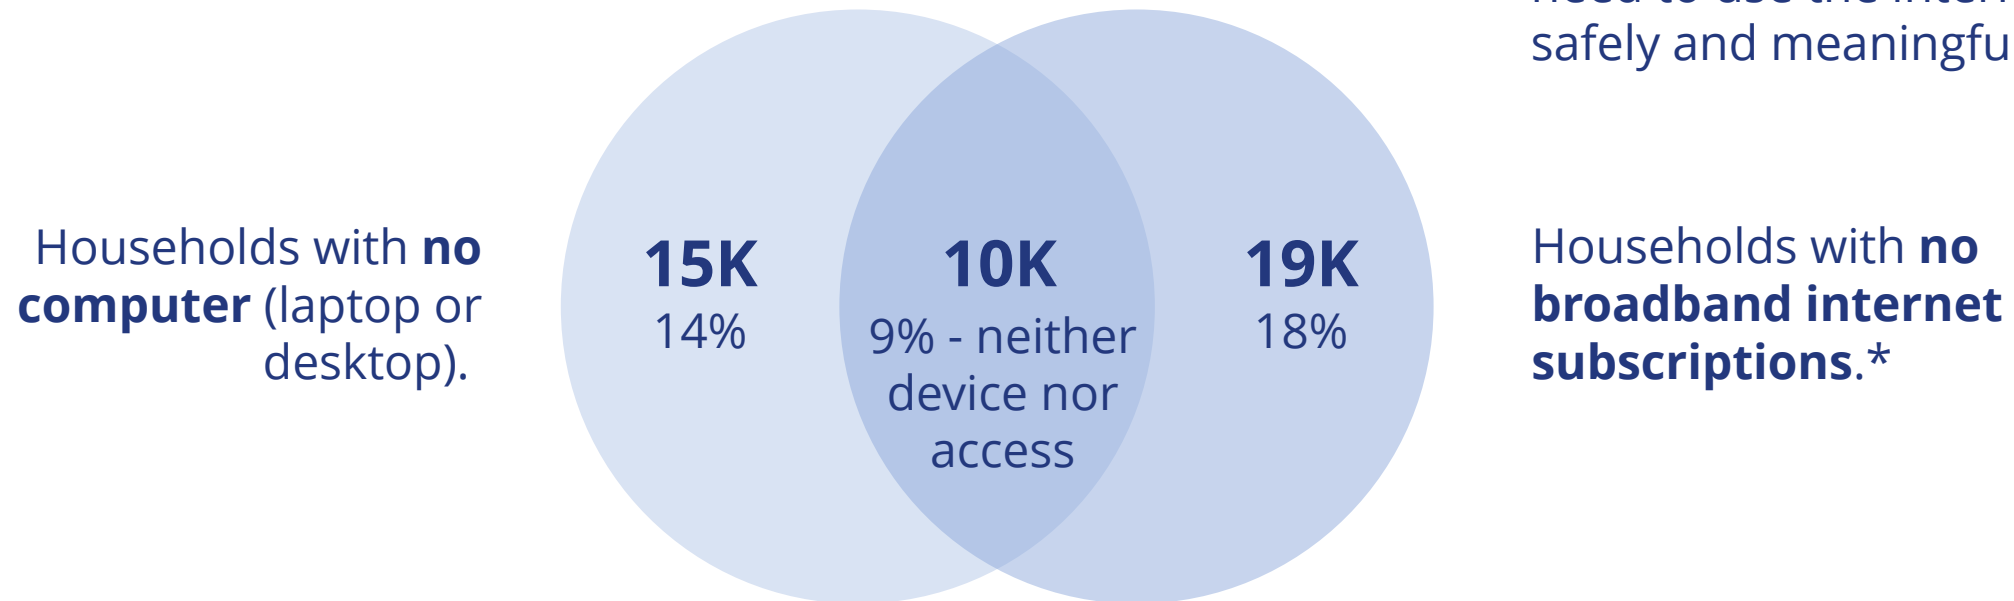 safely and meaningfu
Households with no
computer (laptop or
desktop).
15K
14%
10K
9% - neither
device nor
access
19K
18%
Households with no
broadband internet
subscriptions.*